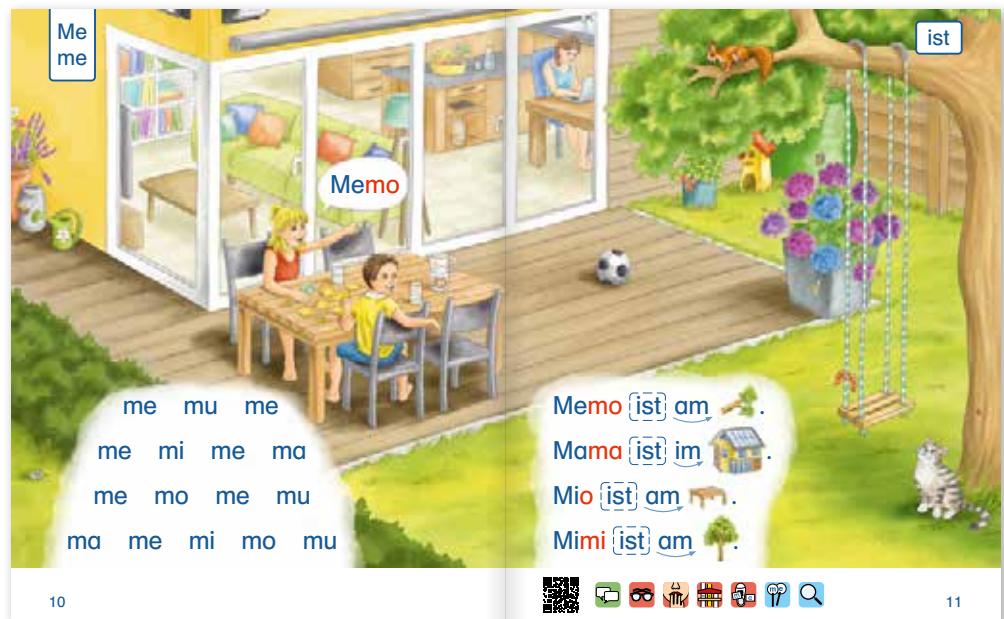 Me
me
ist
Memo
me mu me
me mi me ma
me mo me mu
ma me mi mo mu
Memo ist am .
Mama ist im .
Mio ist am .
Mimi ist am .
10
11